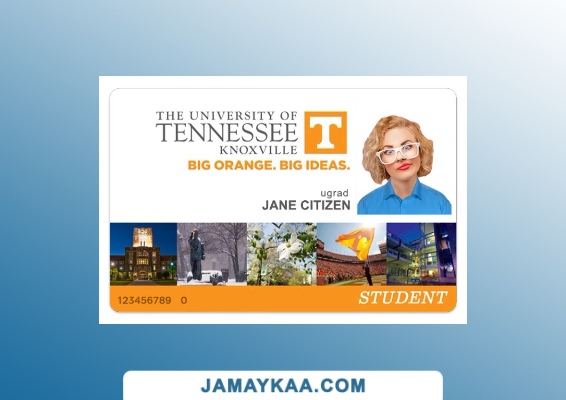 THE UNIVERSITY OF
TENNESSEE
KNOXVILLE
T
BIG ORANGE. BIG IDEAS.
ugrad
JANE CITIZEN
123456789 0
STUDENT
JAMAYKAA.COM